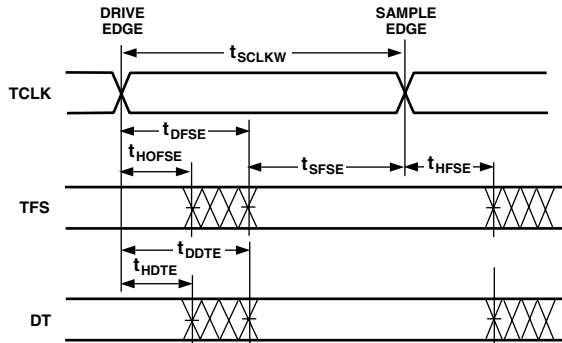 DRIVE
EDGE
SAMPLE
EDGE
tSCLKW
TCLK
tDFSE
tHOFSE
tSFSE
tHFSE
TFS
tDDTE
tHDTE
DT